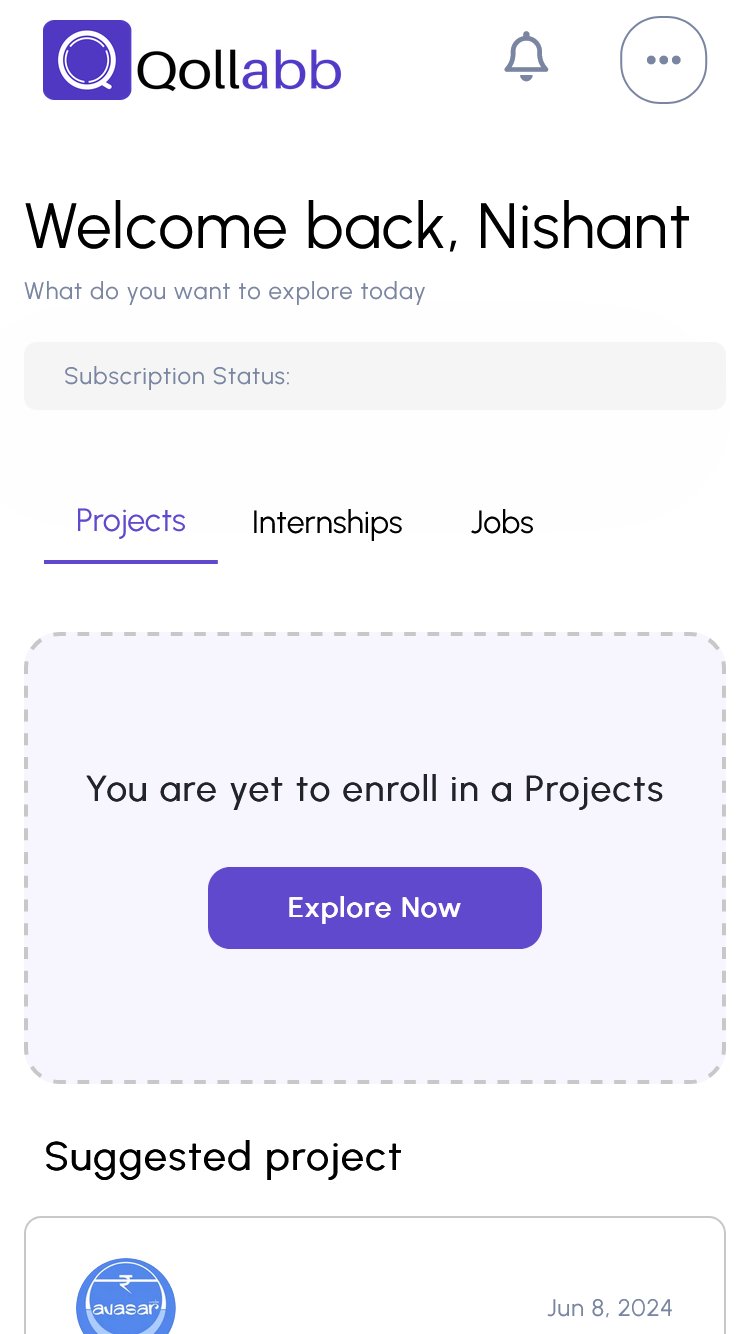 Qollabb
Welcome back, Nishant
What do you want to explore today
Subscription Status:
Projects Internships Jobs
You are yet to enroll in a Projects
Explore Now
Suggested project
₹
avasar
Jun 8, 2024